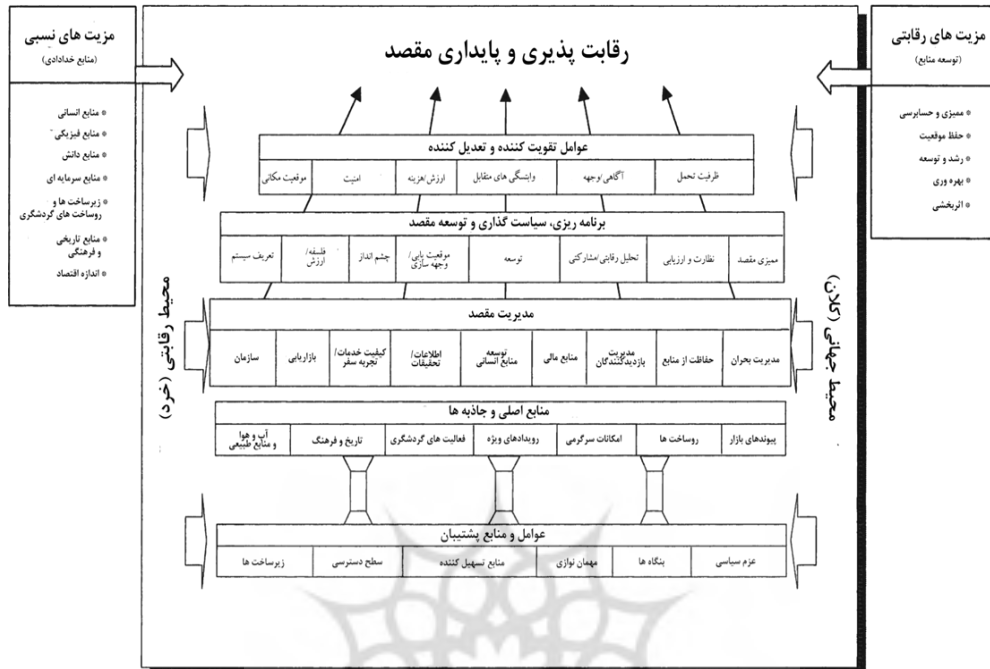 رقابت پذیری و پایداری مقصد
مزیت های رقابتی
(توسعه منابع)
* ممیزی و حسابرسی
* حفظ موقعیت
* رشد و توسعه
* بهره وری
* اثربخشی
مزیت های نسبی
(منابع خدادادی)
* منابع انسانی
* منابع فیزیکی
* منابع دانش
* منابع سرمایه ای
* زیرساخت ها و
روساخت های گردشگری
* منابع تاریخی
و فرهنگی
* اندازه اقتصاد
محیط جهانی (کلان)
محیط رقابتی (خرد)
عوامل تقویت کننده و تعدیل کننده
ظرفیت تحمل
آگاهی/وجهه
وابستگی های متقابل
ارزش/هزینه
امنیت
موقعیت مکانی
برنامه ریزی، سیاست گذاری و توسعه مقصد
ممیزی مقصد
نظارت و ارزیابی
تحلیل رقابتی/مشارکتی
توسعه
موقعیت یابی/
وجهه سازی
چشم انداز
فلسفه/
ارزش
تعریف سیستم
مدیریت مقصد
مدیریت بحران
حفاظت از منابع
مدیریت
بازدیدکنندگان
منابع مالی
توسعه
منابع انسانی
اطلاعات/
تحقیقات
کیفیت خدمات/
تجربه سفر
بازاریابی
سازمان
منابع اصلی و جاذبه ها
پیوندهای بازار
روساخت ها
امکانات سرگرمی
رویدادهای ویژه
فعالیت های گردشگری
تاریخ و فرهنگ
آب و هوا
و منابع طبیعی
عوامل و منابع پشتیبان
عزم سیاسی
بنگاه ها
مهمان نوازی
منابع تسهیل کننده
سطح دسترسی
زیرساخت ها